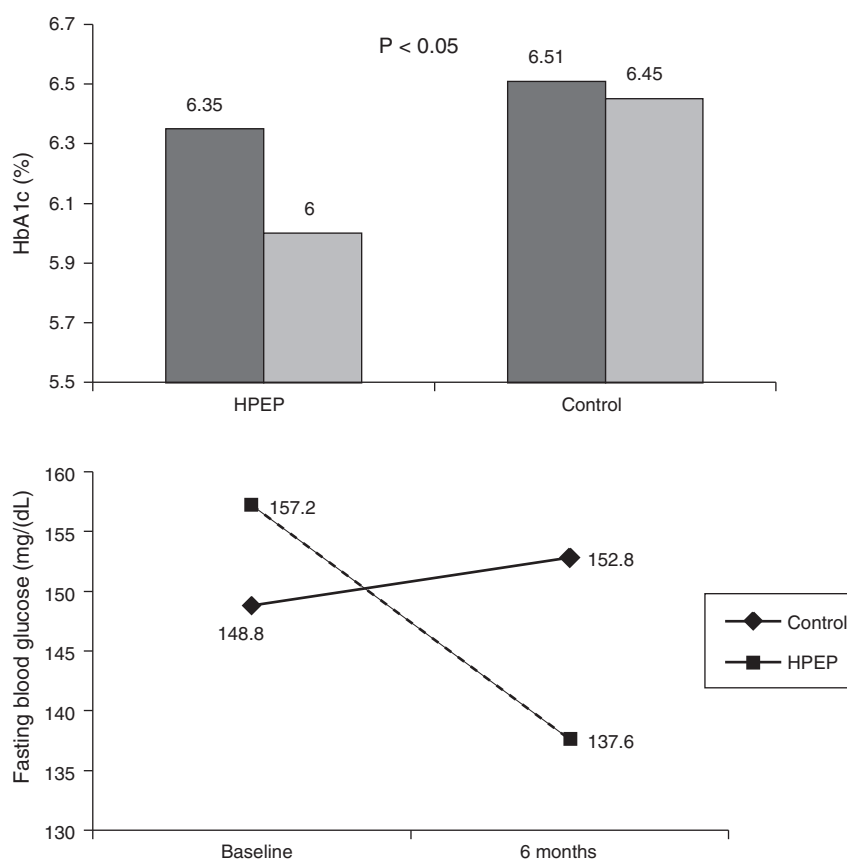 6.7
P < 0.05
6.51
6.45
6.5
6.35
6.3
HbA1c (%)
6.1
6
5.9
5.7
5.5
HPEP
Control
160
157.2
155
152.8
150
148.8
Fasting blood glucose (mg/(dL)
145
140
137.6
135
130
Baseline
6 months
Control
HPEP